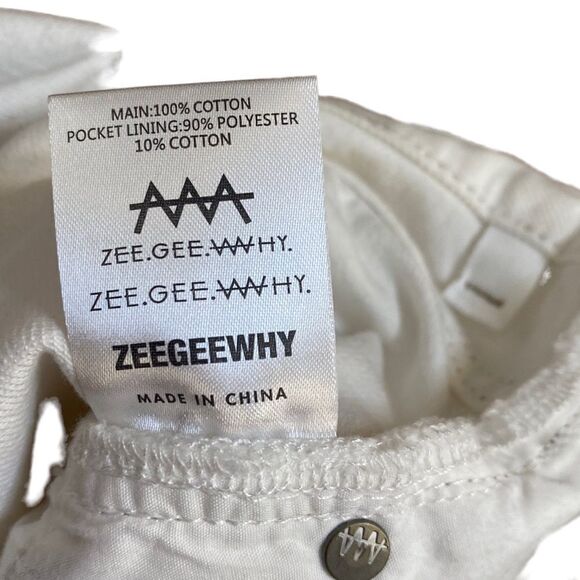 MAIN:100% COTTON
POCKET LINING:90% POLYESTER
10% COTTON
ZEE.GEE.WHY.
ZEE.GEE.WHY.
ZEEGEEWHY
MADE IN CHINA